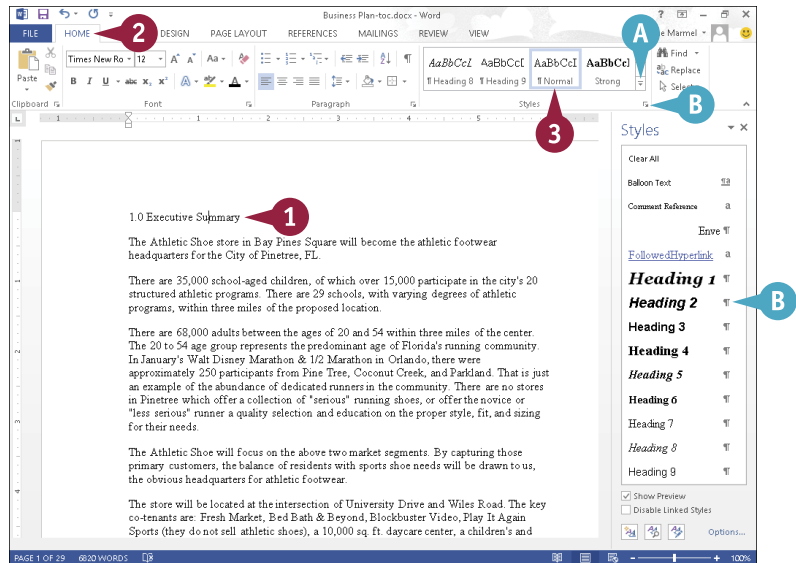 Business Plan-toc.docx - Word
FILE HOME DESIGN PAGE LAYOUT REFERENCES MAILINGS REVIEW VIEW e Marmel
2
A
Times New Ro 12 A A Aa
Paste
B I U abc x₂ x² A ab A
AaBbCcI AaBbCcI AaBbCcI AaBbCcI
¶ Heading 8 ¶ Heading 9 ¶ Normal Strong
Find
Replace
Select
Clipboard Font Paragraph Styles
B
3
L 1 1 2 3 4 5
Styles
Clear All
Balloon Text ¶a
Comment Reference a
Enve ¶
FollowedHyperlink a
Heading 1 ¶
Heading 2 ¶
B
Heading 3 ¶
Heading 4 ¶
Heading 5 ¶
Heading 6 ¶
Heading 7 ¶
Heading 8 ¶
Heading 9 ¶
Show Preview
Disable Linked Styles
Options...
1.0 Executive Summary
1
The Athletic Shoe store in Bay Pines Square will become the athletic footwear
headquarters for the City of Pinetree, FL.
There are 35,000 school-aged children, of which over 15,000 participate in the city's 20
structured athletic programs. There are 29 schools, with varying degrees of athletic
programs, within three miles of the proposed location.
There are 68,000 adults between the ages of 20 and 54 within three miles of the center.
The 20 to 54 age group represents the predominant age of Florida's running community.
In January's Walt Disney Marathon & 1/2 Marathon in Orlando, there were
approximately 250 participants from Pine Tree, Coconut Creek, and Parkland. That is just
an example of the abundance of dedicated runners in the community. There are no stores
in Pinetree which offer a collection of "serious" running shoes, or offer the novice or
"less serious" runner a quality selection and education on the proper style, fit, and sizing
for their needs.
The Athletic Shoe will focus on the above two market segments. By capturing those
primary customers, the balance of residents with sports shoe needs will be drawn to us,
the obvious headquarters for athletic footwear.
The store will be located at the intersection of University Drive and Wiles Road. The key
co-tenants are: Fresh Market, Bed Bath & Beyond, Blockbuster Video, Play It Again
Sports (they do not sell athletic shoes), a 10,000 sq. ft. daycare center, a children's and
PAGE 1 OF 29 6820 WORDS 100%